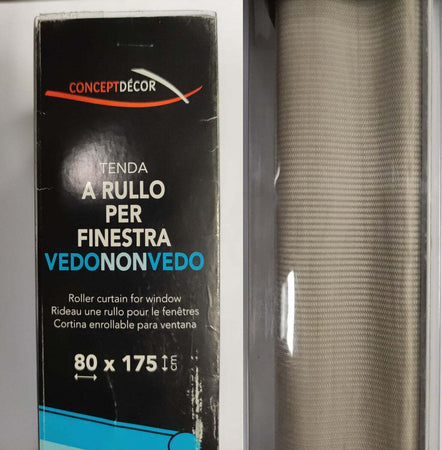 CONCEPTDÉCOR
TENDA
A RULLO
PER
FINESTRA
VEDONONVEDO
Roller curtain for window
Rideau une rullo pour le fenêtres
Cortina enrollable para ventana
80 x 175 cm